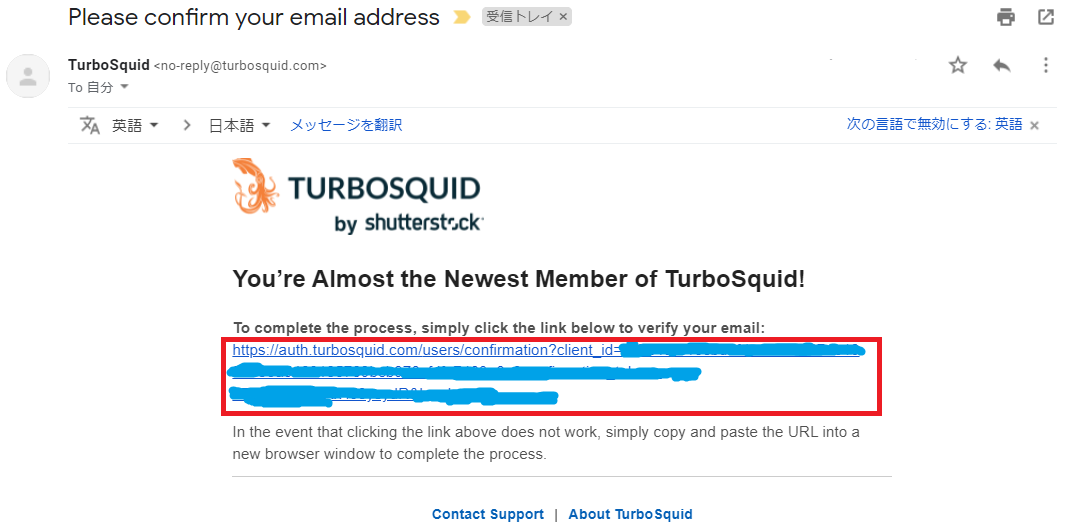 Please confirm your email address 受信トレイ ×
TurboSquid <no-reply@turbosquid.com>
To 自分
英語 > 日本語 メッセージを翻訳 次の言語で無効にする: 英語 ×
TURBOSQUID
by shutterstock
You’re Almost the Newest Member of TurboSquid!
To complete the process, simply click the link below to verify your email:
https://auth.turbosquid.com/users/confirmation?client_id=
In the event that clicking the link above does not work, simply copy and paste the URL into a
new browser window to complete the process.
Contact Support | About TurboSquid